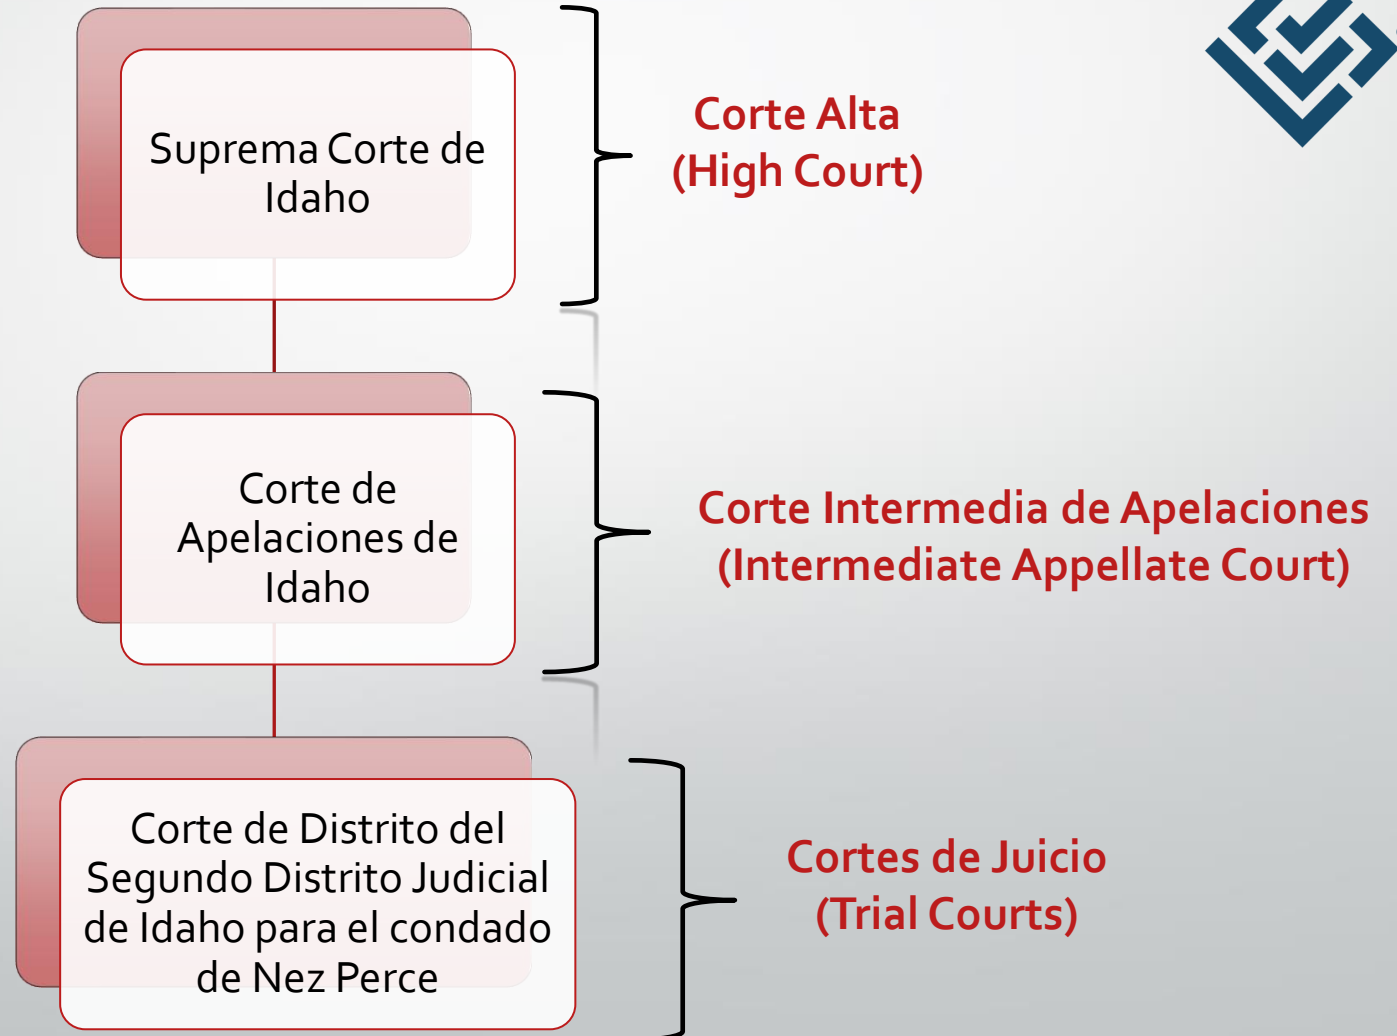 Suprema Corte de
Idaho
Corte Alta
(High Court)
Corte de
Apelaciones de
Idaho
Corte Intermedia de Apelaciones
(Intermediate Appellate Court)
Corte de Distrito del
Segundo Distrito Judicial
de Idaho para el condado
de Nez Perce
Cortes de Juicio
(Trial Courts)